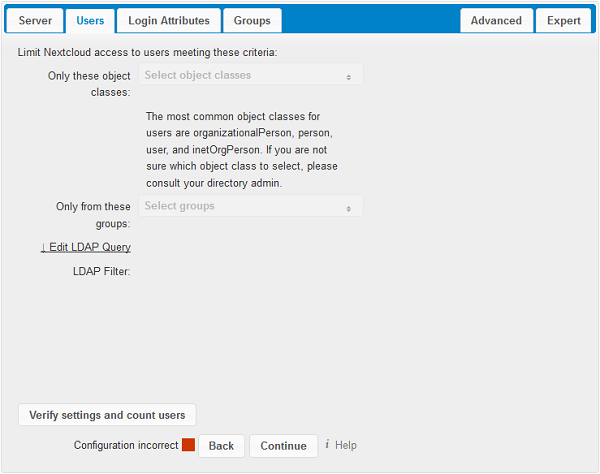 Server Users Login Attributes Groups Advanced Expert
Limit Nextcloud access to users meeting these criteria:
Only these object classes: Select object classes
The most common object classes for
users are organizationalPerson, person,
user, and inetOrgPerson. If you are not
sure which object class to select, please
consult your directory admin.
Only from these groups: Select groups
↓ Edit LDAP Query
LDAP Filter:
Verify settings and count users
Configuration incorrect Back Continue i Help